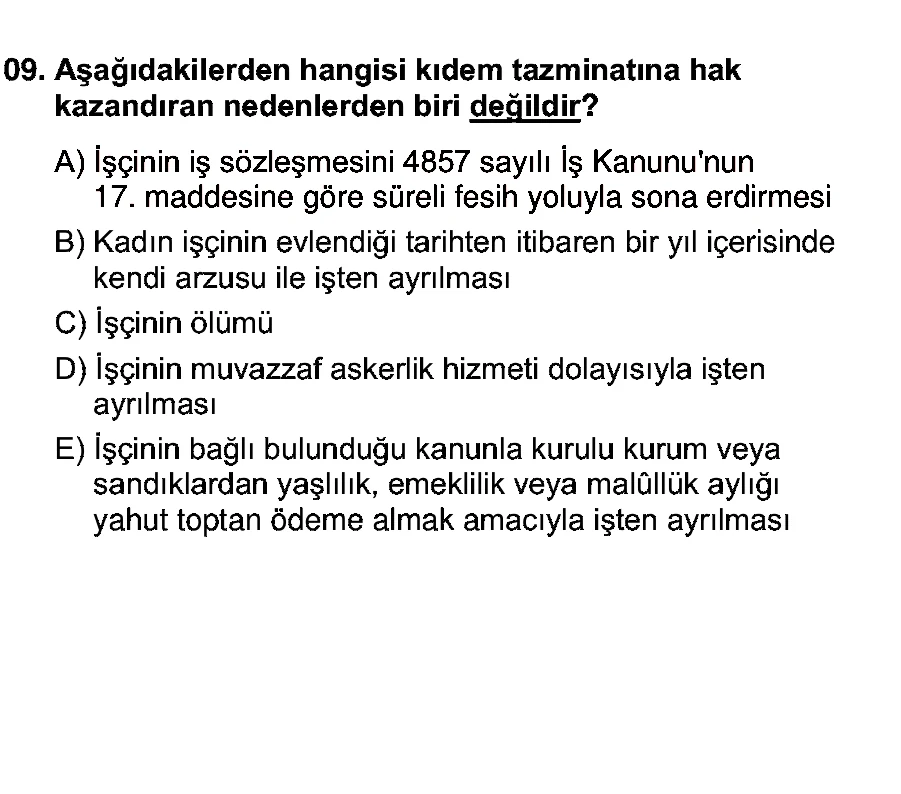 09. Aşağıdakilerden hangisi kıdem tazminatına hak
kazandıran nedenlerden biri değildir?
A) İşçinin iş sözleşmesini 4857 sayılı İş Kanunu'nun
17. maddesine göre süreli fesih yoluyla sona erdirmesi
B) Kadın işçinin evlendiği tarihten itibaren bir yıl içerisinde
kendi arzusu ile işten ayrılması
C) İşçinin ölümü
D) İşçinin muvazzaf askerlik hizmeti dolayısıyla işten
ayrılması
E) İşçinin bağlı bulunduğu kanunla kurulu kurum veya
sandıklardan yaşlılık, emeklilik veya malûllük aylığı
yahut toptan ödeme almak amacıyla işten ayrılması